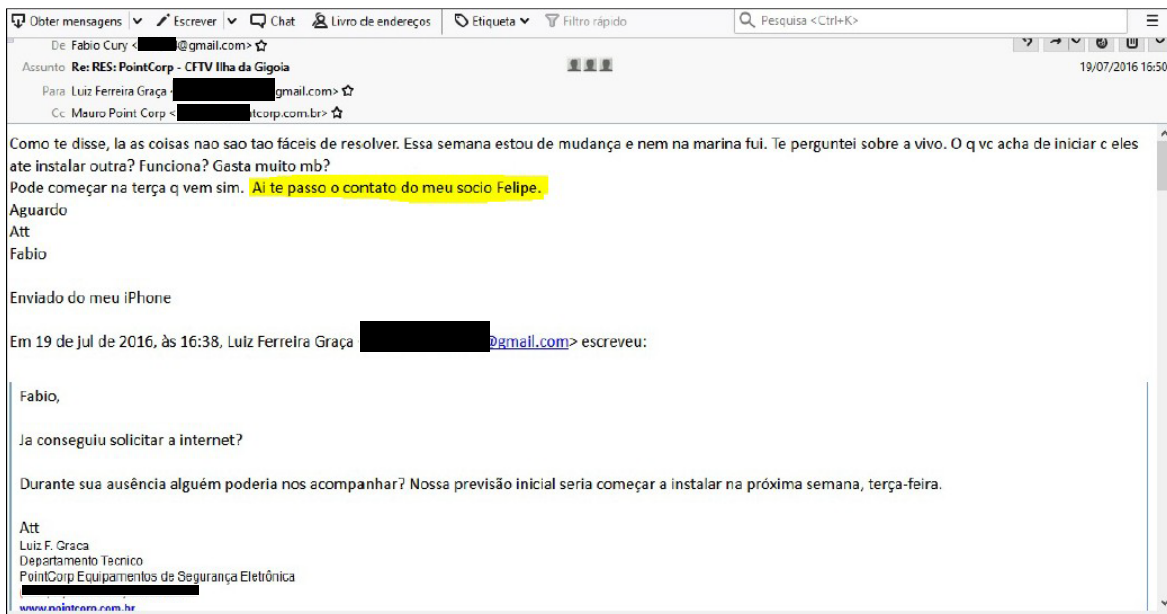 Obter mensagens Escrever Chat Livro de endereços Etiqueta Filtro rápido Pesquisa <Ctrl+K>
De Fabio Cury < @gmail.com>
Assunto Re: RES: PointCorp - CFTV Ilha da Gigoia 19/07/2016 16:50
Para Luiz Ferreira Graça gmail.com>
Cc Mauro Point Corp < tcorp.com.br>
Como te disse, la as coisas nao sao tao fáceis de resolver. Essa semana estou de mudança e nem na marina fui. Te perguntei sobre a vivo. O q vc acha de iniciar c eles
ate instalar outra? Funciona? Gasta muito mb?
Pode começar na terça q vem sim. Ai te passo o contato do meu socio Felipe.
Aguardo
Att
Fabio
Enviado do meu iPhone
Em 19 de jul de 2016, às 16:38, Luiz Ferreira Graça @gmail.com> escreveu:
Fabio,
Ja conseguiu solicitar a internet?
Durante sua ausência alguém poderia nos acompanhar? Nossa previsão inicial seria começar a instalar na próxima semana, terça-feira.
Att
Luiz F. Graca
Departamento Tecnico
PointCorp Equipamentos de Segurança Eletrônica
www.pointcorp.com.br